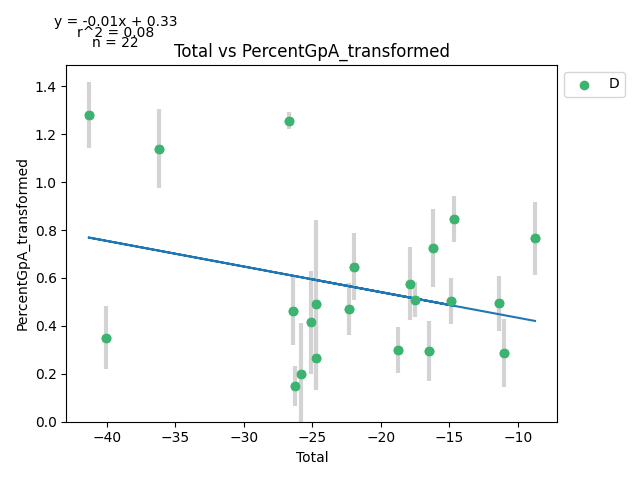 y = -0.01x + 0.33
r^2 = 0.08
n = 22
Total vs PercentGpA_transformed
D
PercentGpA_transformed
1.4
1.2
1.0
0.8
0.6
0.4
0.2
0.0
−40 −35 −30 −25 −20 −15 −10
Total